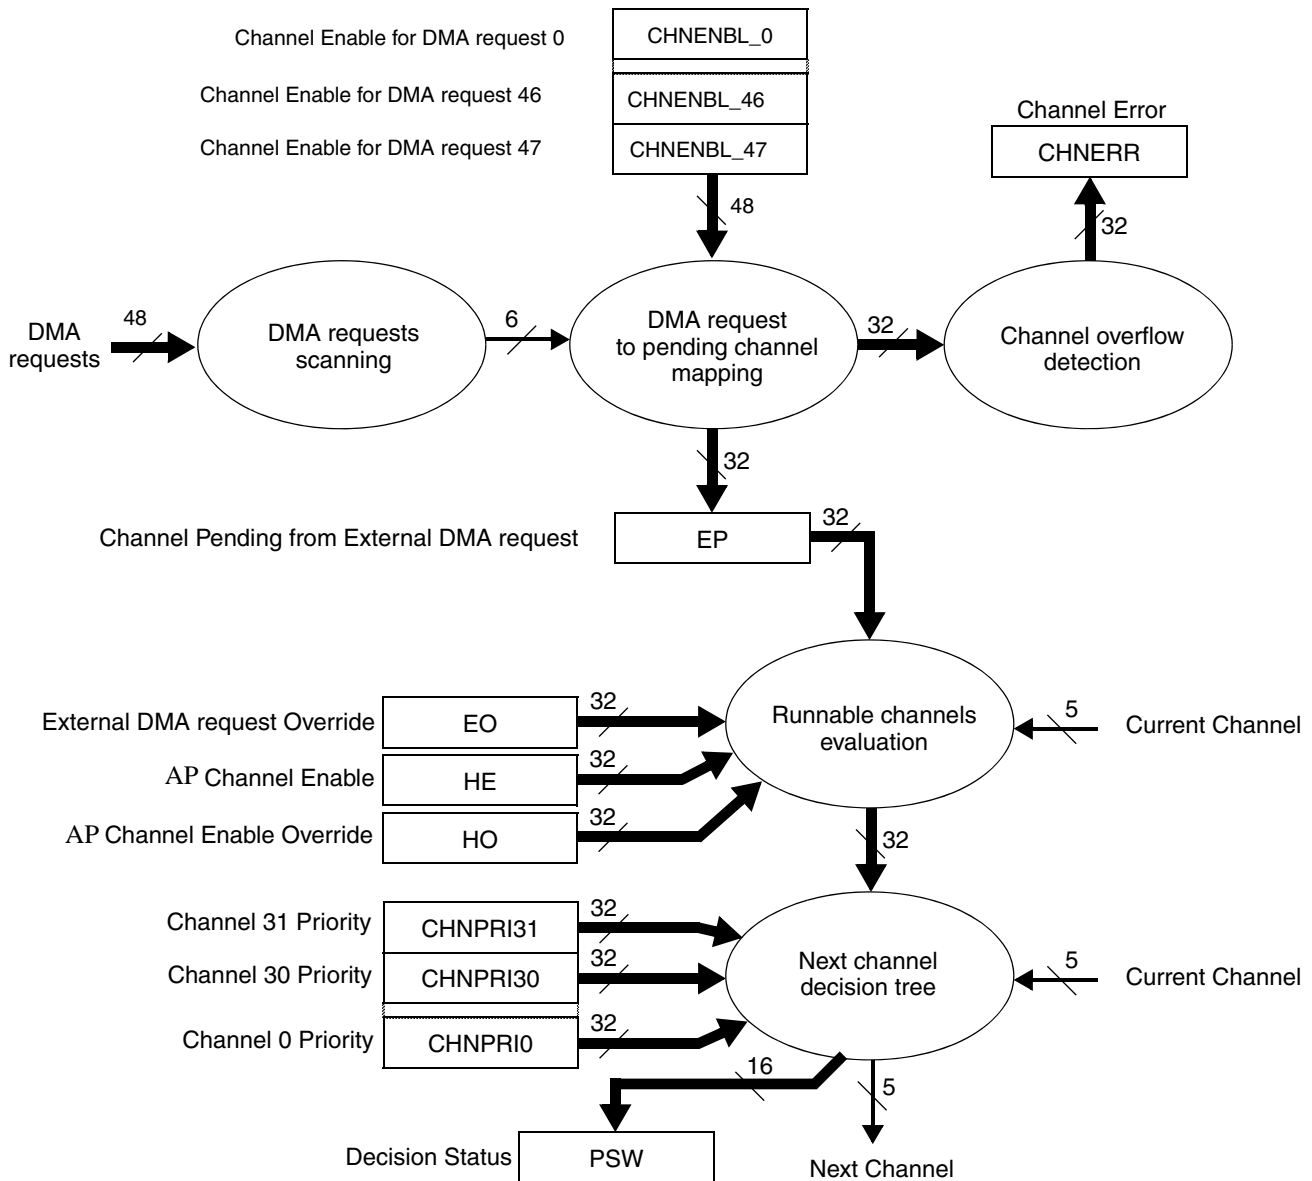 Channel Enable for DMA request 0
CHNENBL_0
Channel Enable for DMA request 46
CHNENBL_46
Channel Enable for DMA request 47
CHNENBL_47
48
Channel Error
CHNERR
32
DMA
requests
48
DMA requests
scanning
6
DMA request
to pending channel
mapping
32
Channel overflow
detection
32
Channel Pending from External DMA request
EP
32
External DMA request Override
EO
32
Runnable channels
evaluation
5
Current Channel
AP Channel Enable
HE
32
AP Channel Enable Override
HO
32
32
Channel 31 Priority
CHNPRI31
32
Channel 30 Priority
CHNPRI30
32
Next channel
decision tree
5
Current Channel
Channel 0 Priority
CHNPRI0
32
16
5
Decision Status
PSW
Next Channel